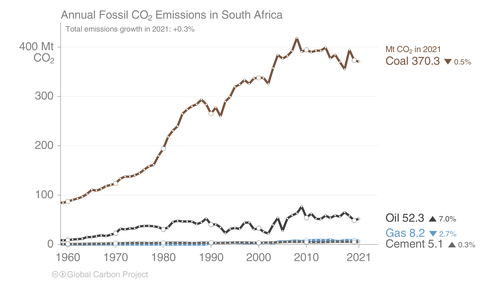 Annual Fossil CO₂ Emissions in South Africa
Total emissions growth in 2021: +0.3%
400 Mt
CO₂
300
200
100
0
1960 1970 1980 1990 2000 2010 2021
Mt CO₂ in 2021
Coal 370.3 ▼ 0.5%
Oil 52.3 ▲ 7.0%
Gas 8.2 ▼ 2.7%
Cement 5.1 ▲ 0.3%
Global Carbon Project